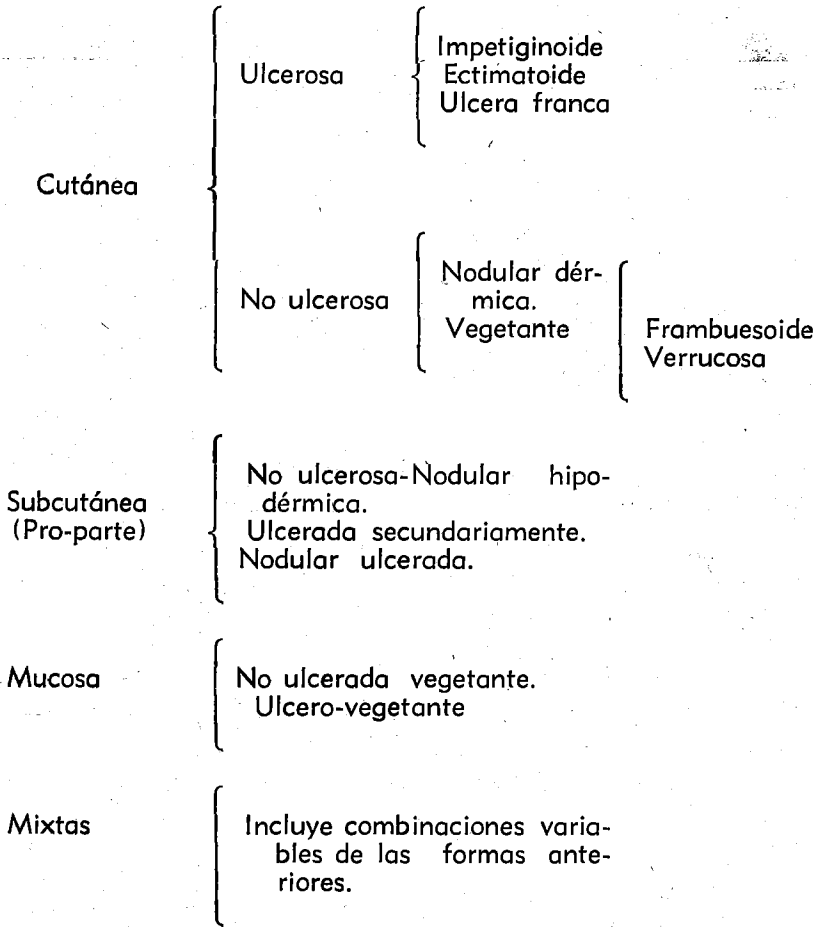 Ulcerosa
Impetiginoide
Ectimatoide
Ulcera franca
Cutánea
No ulcerosa
Nodular dér-
mica.
Vegetante
Frambuesoide
Verrucosa
Subcutánea
(Pro-parte)
No ulcerosa-Nodular hipo-
dérmica.
Ulcerada secundariamente.
Nodular ulcerada.
Mucosa
No ulcerada vegetante.
Ulcero-vegetante
Mixtas
Incluye combinaciones varia-
bles de las formas ante-
riores.